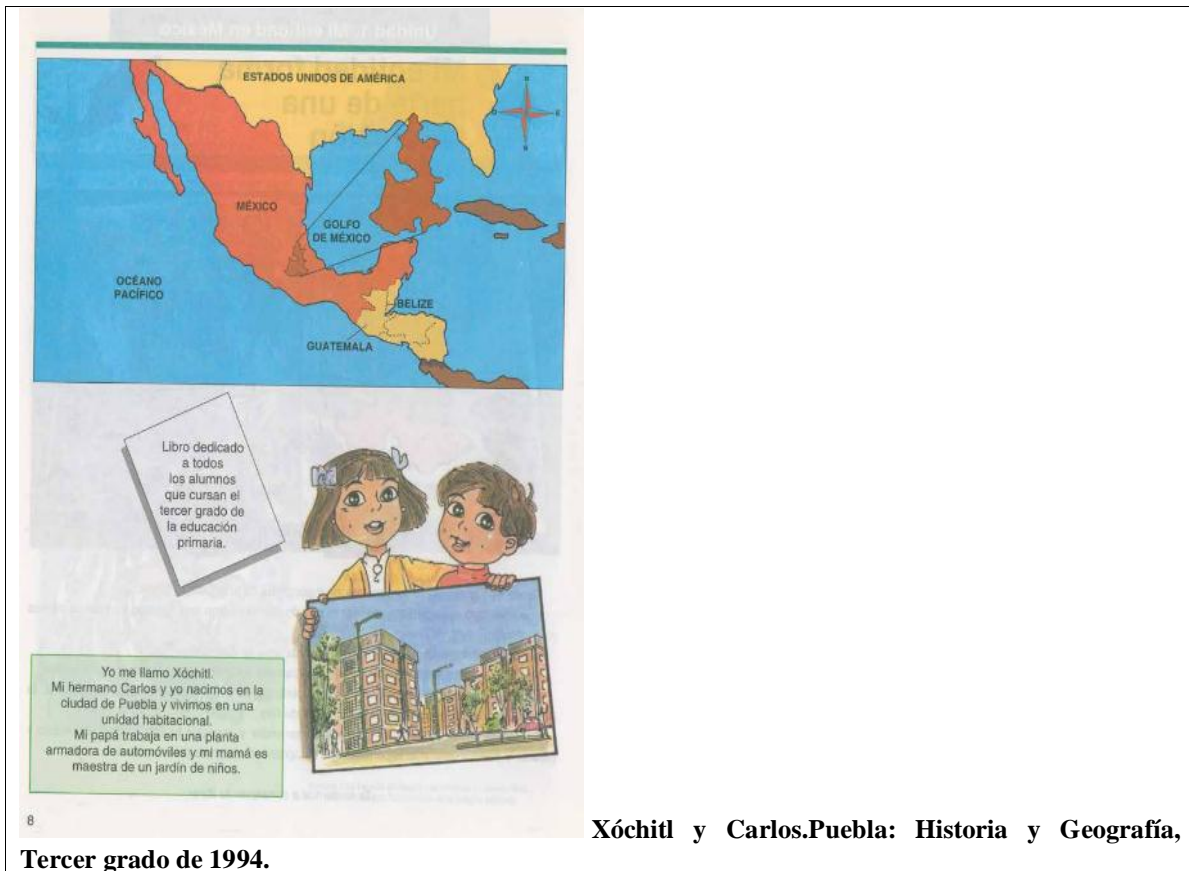 ESTADOS UNIDOS DE AMÉRICA
N
O
E
MÉXICO
GOLFO
DE MÉXICO
OCÉANO
PACÍFICO
BELIZE
GUATEMALA
Libro dedicado
a todos
los alumnos
que cursan el
tercer grado de
la educación
primaria.
Yo me llamo Xóchitl.
Mi hermano Carlos y yo nacimos en la
ciudad de Puebla y vivimos en una
unidad habitacional.
Mi papá trabaja en una planta
armadora de automóviles y mi mamá es
maestra de un jardín de niños.
8
Xóchitl y Carlos.Puebla: Historia y Geografía,
Tercer grado de 1994.